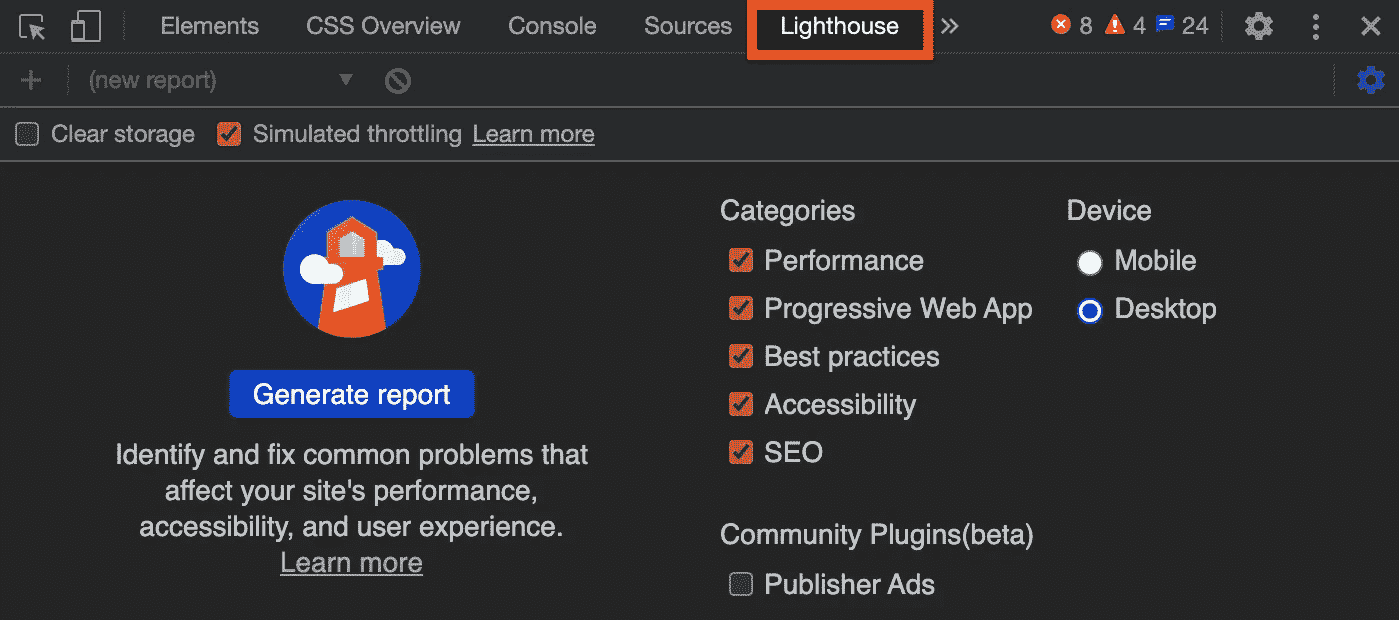 Elements CSS Overview Console Sources Lighthouse » 8 4 24
(new report)
Clear storage Simulated throttling Learn more
Categories Device
Performance Mobile
Progressive Web App Desktop
Best practices
Accessibility
SEO
Generate report
Identify and fix common problems that
affect your site's performance,
accessibility, and user experience.
Learn more
Community Plugins(beta)
Publisher Ads